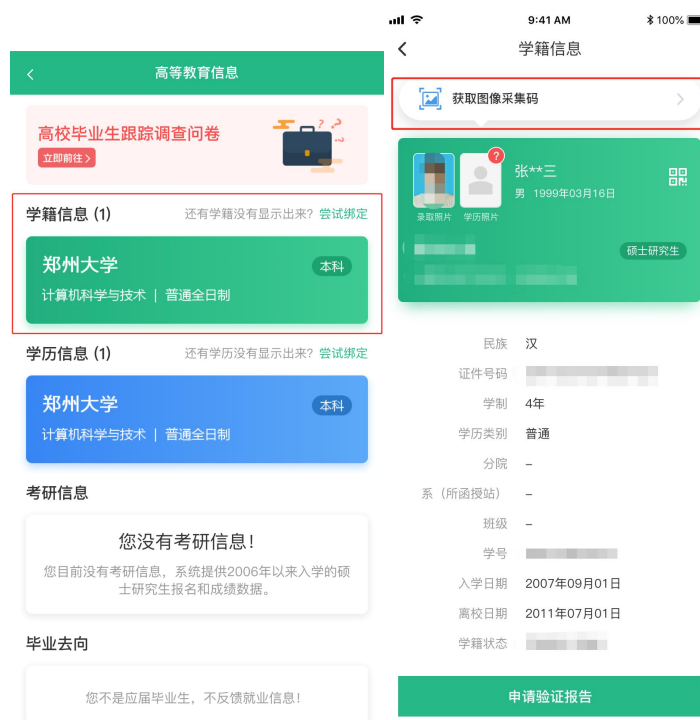 高等教育信息
高校毕业生跟踪调查问卷
立即前往>
学籍信息 (1)
还有学籍没有显示出来? 尝试绑定
郑州大学
本科
计算机科学与技术 | 普通全日制
学历信息 (1)
还有学历没有显示出来? 尝试绑定
郑州大学
本科
计算机科学与技术 | 普通全日制
考研信息
您没有考研信息!
您目前没有考研信息, 系统提供2006年以来入学的硕
士研究生报名和成绩数据。
毕业去向
您不是应届毕业生, 不反馈就业信息!
9:41 AM
100%
学籍信息
获取图像采集码
?
张**三
男 1999年03月16日
录取照片 学历照片
硕士研究生
民族 汉
证件号码
学制 4年
学历类别 普通
分院 –
系（所函授站） –
班级 –
学号
入学日期 2007年09月01日
离校日期 2011年07月01日
学籍状态
申请验证报告